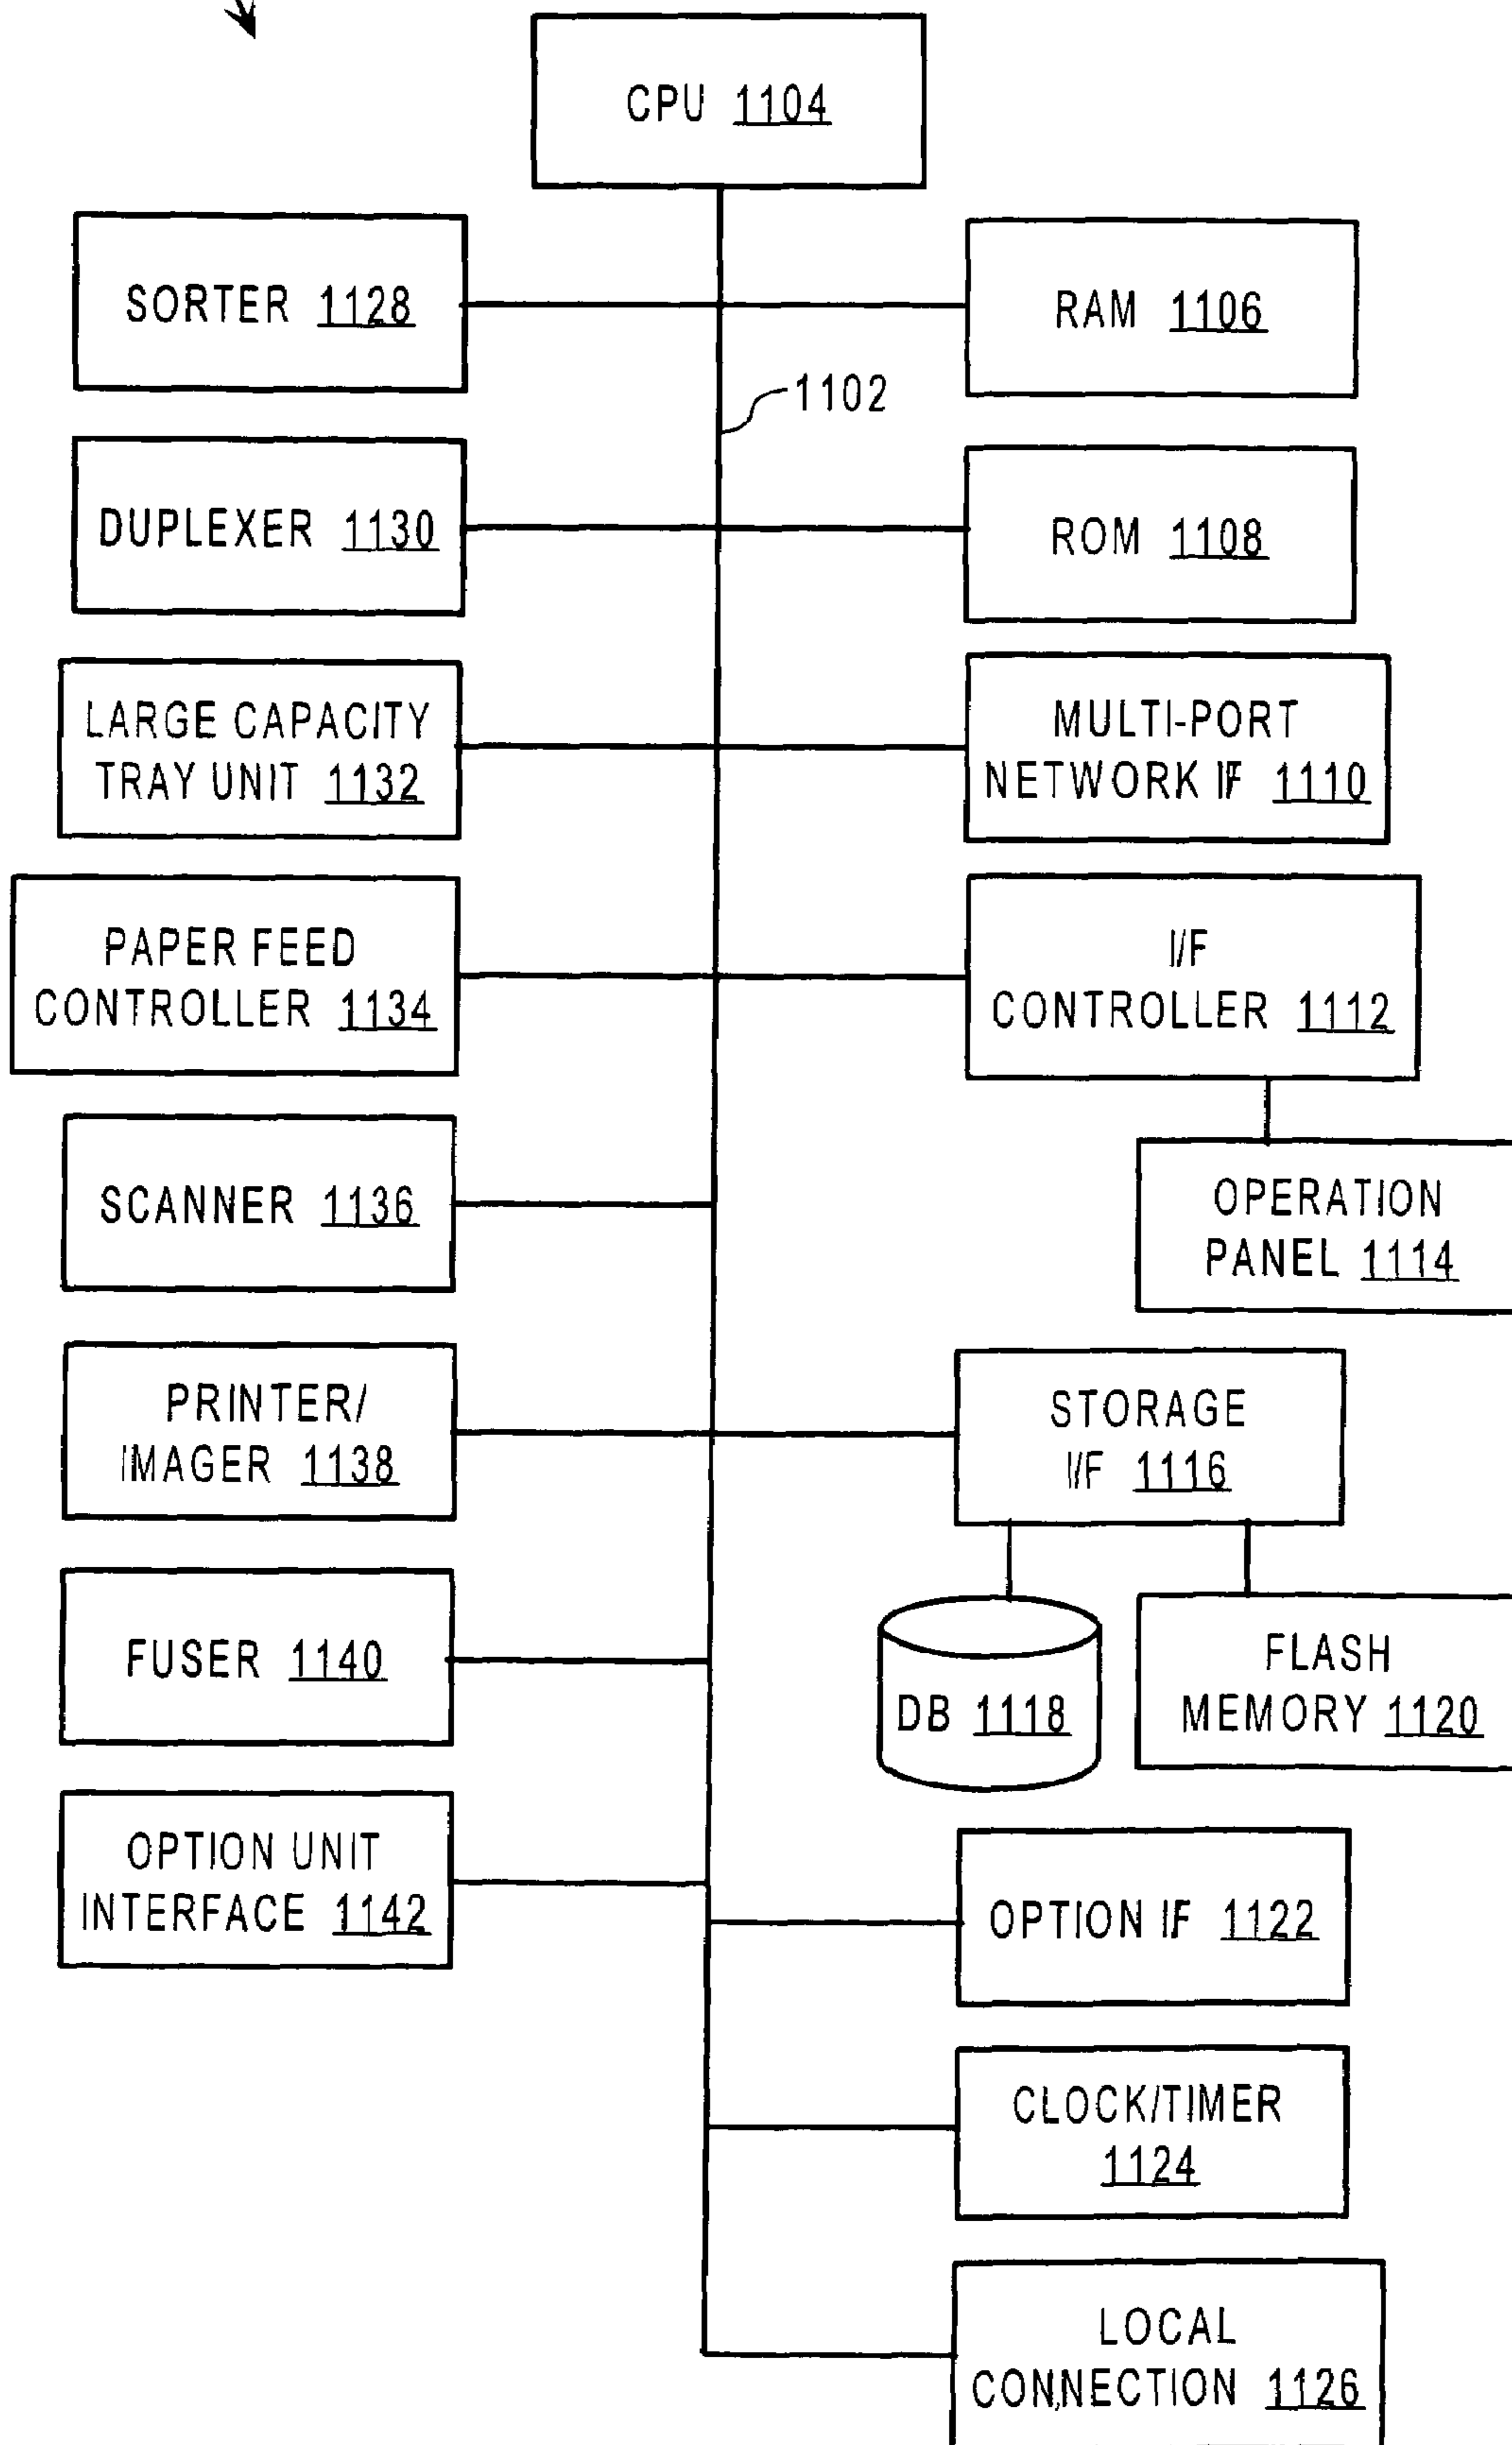 CPU 1104
SORTER 1128
RAM 1106
1102
DUPLEXER 1130
ROM 1108
LARGE CAPACITY
TRAY UNIT 1132
MULTI-PORT
NETWORK IF 1110
PAPER FEED
CONTROLLER 1134
I/F
CONTROLLER 1112
SCANNER 1136
OPERATION
PANEL 1114
PRINTER/
IMAGER 1138
STORAGE
I/F 1116
FUSER 1140
DB 1118
FLASH
MEMORY 1120
OPTION UNIT
INTERFACE 1142
OPTION IF 1122
CLOCK/TIMER
1124
LOCAL
CONNECTION 1126